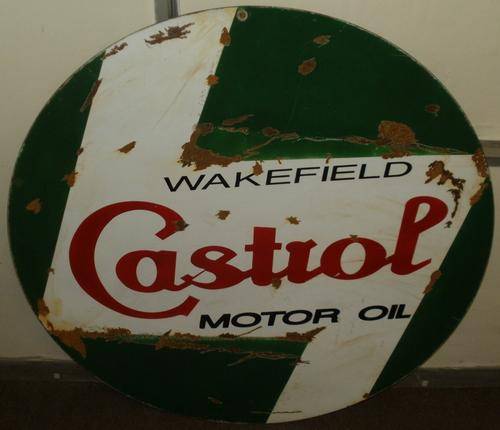 WAKEFIELD
Castrol
MOTOR OIL